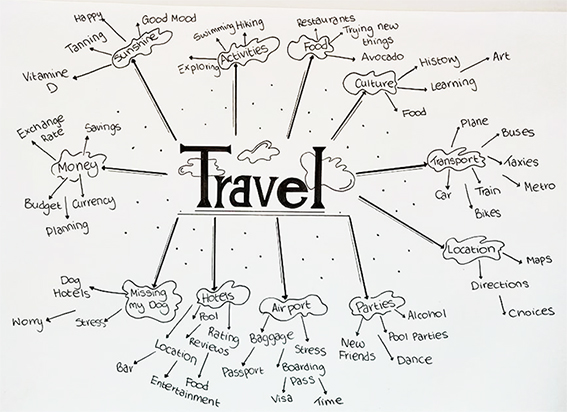 Happy
Good Mood
Tanning
Sunshine
Vitamine
D
Swimming
Hiking
Exploring
Activities
Restaurants
Trying new
things
Food
Avocado
History
Art
Culture
Learning
Food
Exchange
Rate
Savings
Money
Budget
Currency
Planning
Travel
Plane
Buses
Transport
Taxies
Car
Train
Metro
Bikes
Location
Maps
Directions
Choices
Dog
Hotels
Missing
my Dog
Worry
Stress
Hotels
Pool
Rating
Reviews
Location
Bar
Food
Entertainment
Airport
Baggage
Stress
Passport
Boarding
Pass
Visa
Time
Parties
Alcohol
New
Friends
Pool Parties
Dance